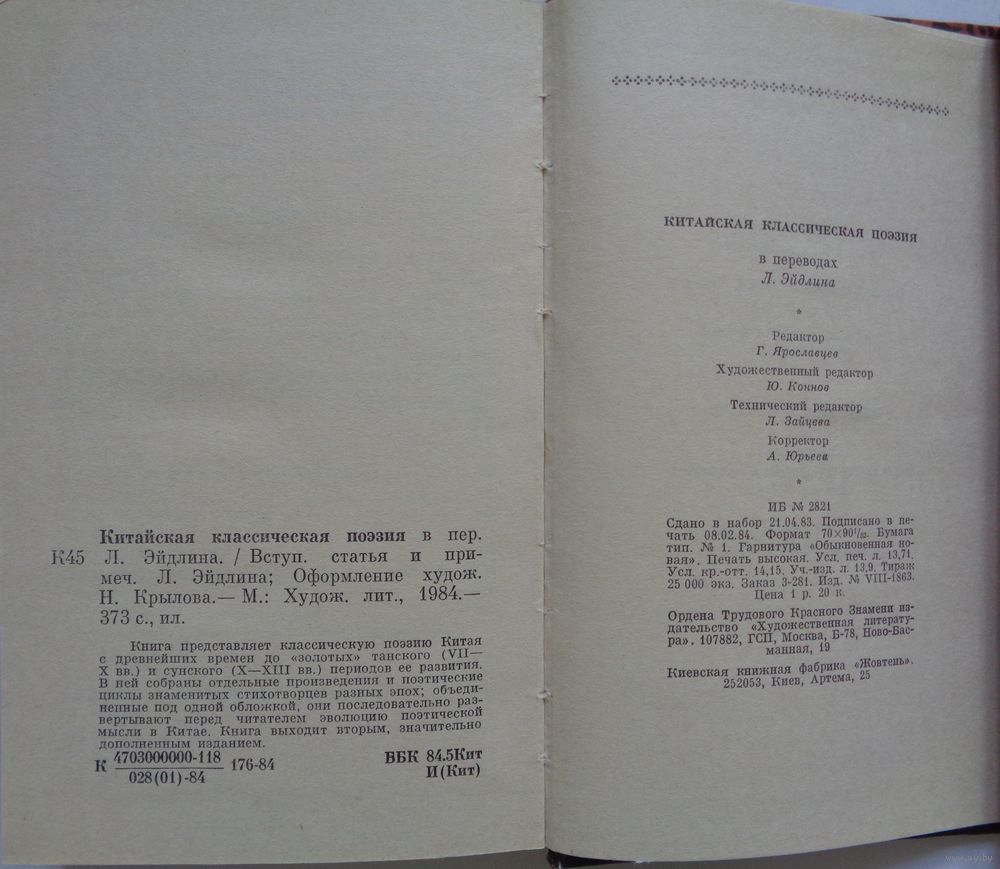 Китайская классическая поэзия в пер.
К45 Л. Эйдлина. / Вступ. статья и при-
меч. Л. Эйдлина; Оформление худож.
Н. Крылова.— М.: Худож. лит., 1984.—
373 с., ил.
Книга представляет классическую поэзию Китая
с древнейших времен до «золотых» танского (VII—
X вв.) и сунского (X—XIII вв.) периодов ее развития.
В ней собраны отдельные произведения и поэтические
циклы знаменитых стихотворцев разных эпох; объеди-
ненные под одной обложкой, они последовательно раз-
вертывают перед читателем эволюцию поэтической
мысли в Китае. Книга выходит вторым, значительно
дополненным изданием.
К 4703000000-118 176-84
028(01)-84
ББК 84.5Кит
И(Кит)
КИТАЙСКАЯ КЛАССИЧЕСКАЯ ПОЭЗИЯ
в переводах
Л. Эйдлина
*
Редактор
Г. Ярославцев
Художественный редактор
Ю. Коннов
Технический редактор
Л. Зайцева
Корректор
А. Юрьева
*
ИБ № 2821
Сдано в набор 21.04.83. Подписано в пе-
чать 08.02.84. Формат 70×90¹/₃₂. Бумага
тип. № 1. Гарнитура «Обыкновенная но-
вая». Печать высокая. Усл. печ. л. 13,71.
Усл. кр.-отт. 14,15. Уч.-изд. л. 13,9. Тираж
25 000 экз. Заказ 3-281. Изд. № VIII-1863.
Цена 1 р. 20 к.
Ордена Трудового Красного Знамени из-
дательство «Художественная литерату-
ра». 107882, ГСП, Москва, Б-78, Ново-Бас-
манная, 19
Киевская книжная фабрика «Жовтень».
252053, Киев, Артема, 25
www.ay.by